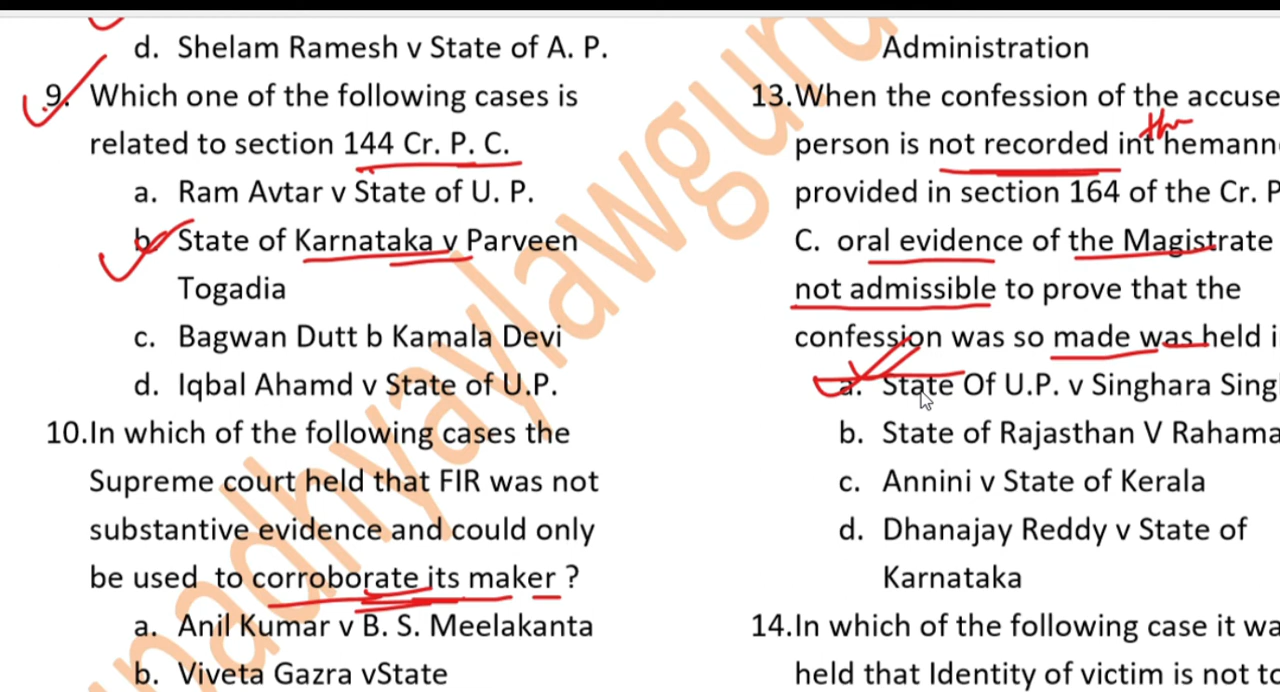 d. Shelam Ramesh v State of A. P.
9. Which one of the following cases is
related to section 144 Cr. P. C.
a. Ram Avtar v State of U. P.
b. State of Karnataka v Parveen
Togadia
c. Bagwan Dutt b Kamala Devi
d. Iqbal Ahamd v State of U.P.
10.In which of the following cases the
Supreme court held that FIR was not
substantive evidence and could only
be used to corroborate its maker ?
a. Anil Kumar v B. S. Meelakanta
b. Viveta Gazra vState
Administration
13.When the confession of the accuse
person is not recorded int hemann
the
provided in section 164 of the Cr. P
C. oral evidence of the Magistrate
not admissible to prove that the
confession was so made was held i
a. State Of U.P. v Singhara Sing
b. State of Rajasthan V Rahama
c. Annini v State of Kerala
d. Dhanajay Reddy v State of
Karnataka
14.In which of the following case it wa
held that Identity of victim is not to